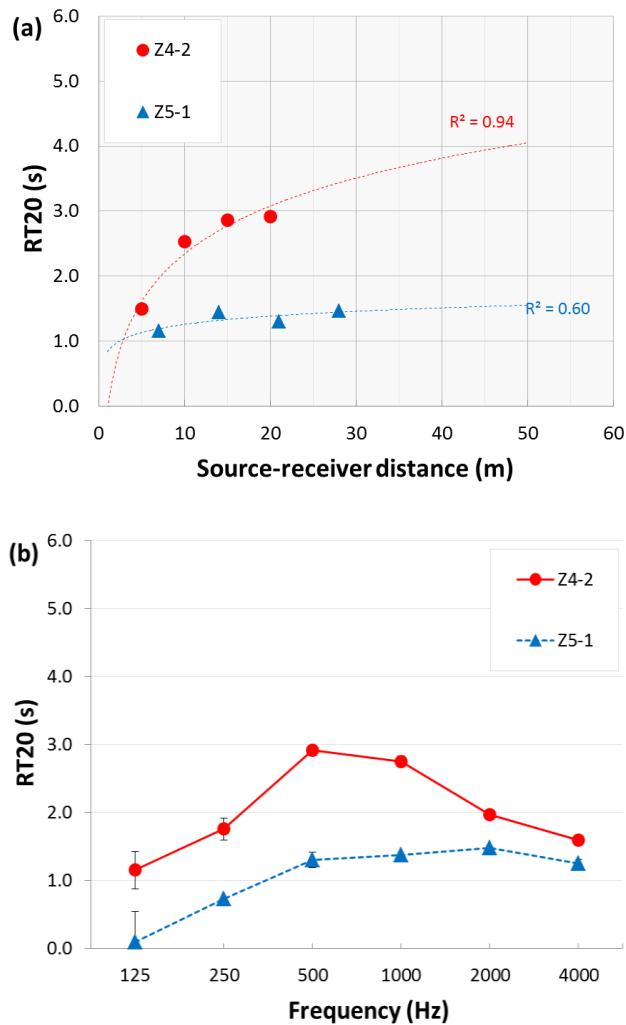 (a)
6.0
5.0
4.0
3.0
2.0
1.0
0.0
RT20 (s)
Z4-2
Z5-1
R² = 0.94
R² = 0.60
0 10 20 30 40 50 60
Source-receiver distance (m)
(b)
6.0
5.0
4.0
3.0
2.0
1.0
0.0
RT20 (s)
Z4-2
Z5-1
125 250 500 1000 2000 4000
Frequency (Hz)